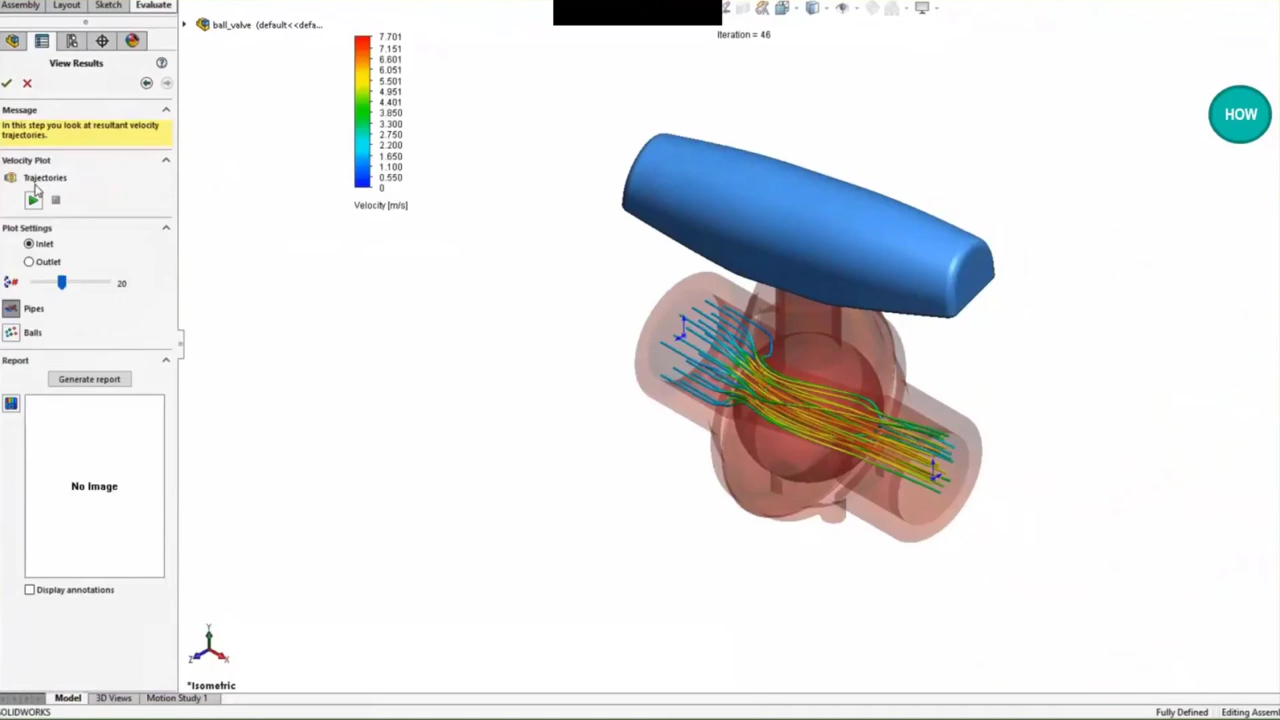 Assembly Layout Sketch Evaluate
ball_valve (default<<defa...
Iteration = 46
View Results
Message
In this step you look at resultant velocity
trajectories.
Velocity Plot
Trajectories
Plot Settings
Inlet
Outlet
20
Pipes
Balls
Report
Generate report
No Image
Display annotations
7.701
7.151
6.601
6.051
5.501
4.951
4.401
3.850
3.300
2.750
2.200
1.650
1.100
0.550
0
Velocity [m/s]
HOW
Y
Z
X
*Isometric
Model 3D Views Motion Study 1
SOLIDWORKS
Fully Defined Editing Assem